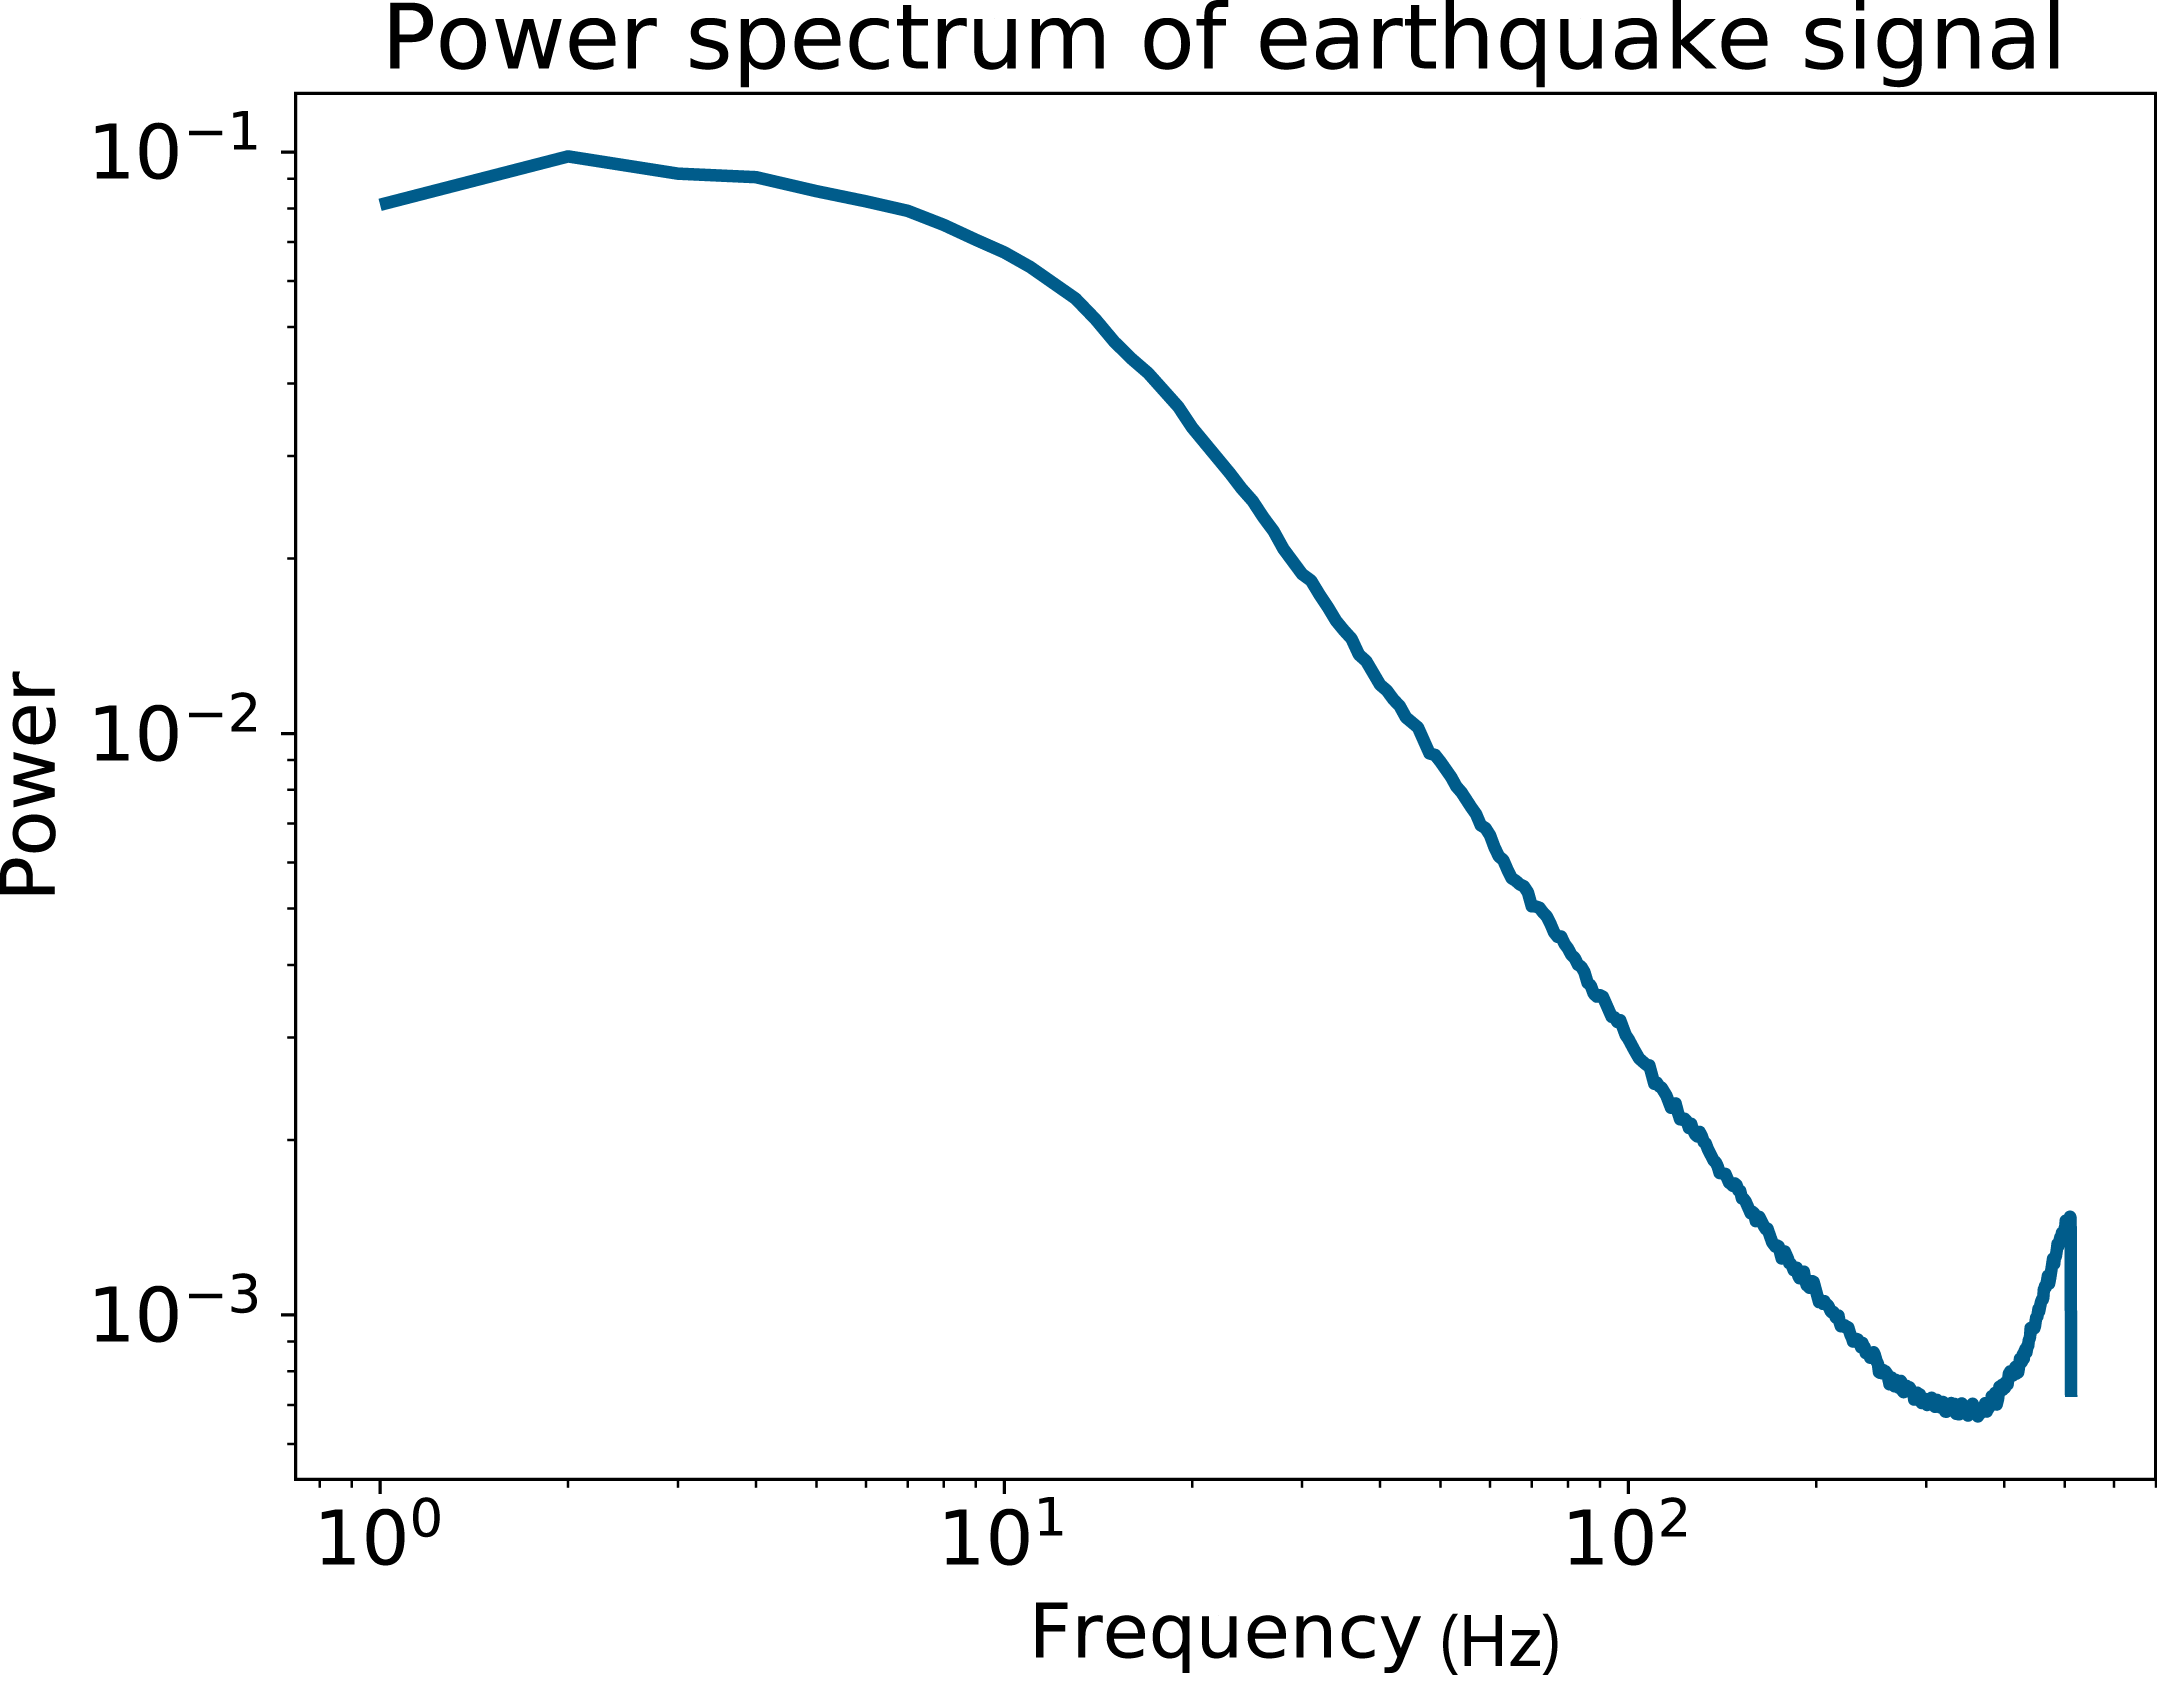 Power spectrum of earthquake signal
10⁻¹
10⁻²
10⁻³
Power
10⁰ 10¹ 10²
Frequency (Hz)